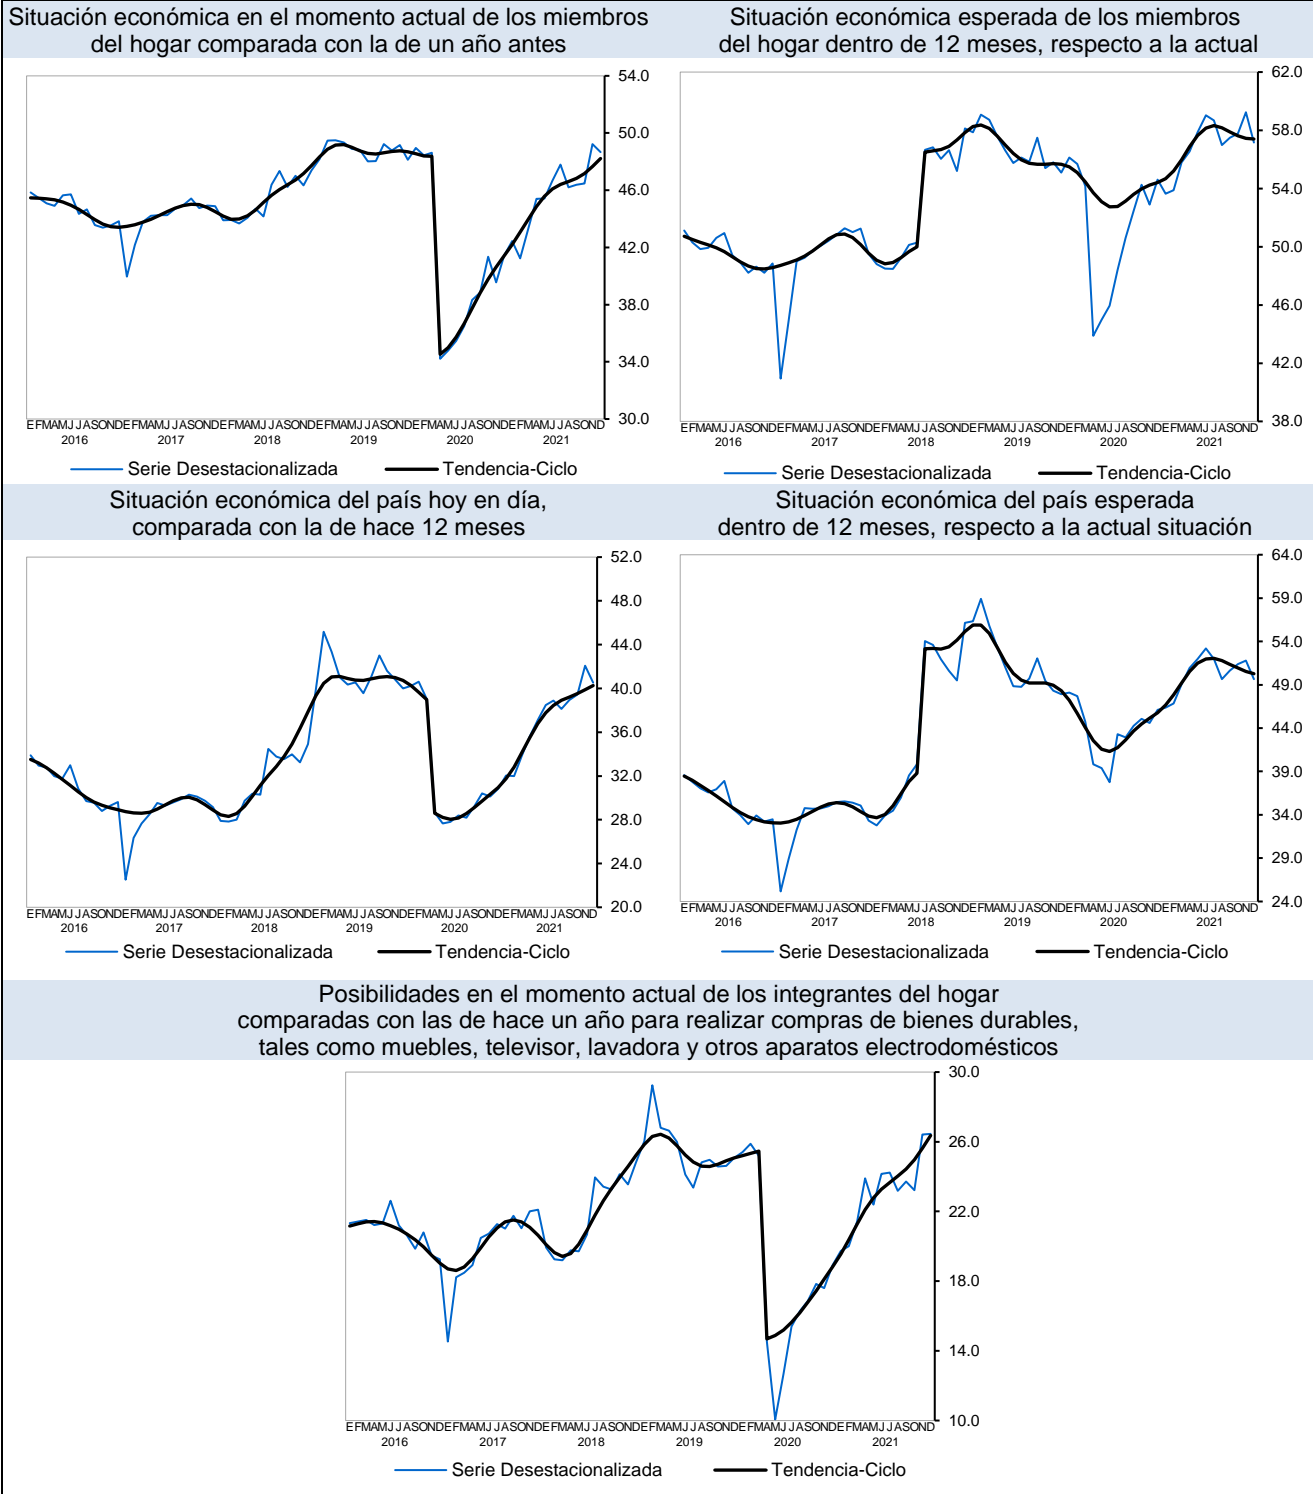 Situación económica en el momento actual de los miembros
del hogar comparada con la de un año antes
54.0
50.0
46.0
42.0
38.0
34.0
30.0
EFMAMJJASONDEFMAMJJASONDEFMAMJJASONDEFMAMJJASONDEFMAMJJASONDEFMAMJJASOND
2016 2017 2018 2019 2020 2021
Serie Desestacionalizada Tendencia-Ciclo
Situación económica esperada de los miembros
del hogar dentro de 12 meses, respecto a la actual
62.0
58.0
54.0
50.0
46.0
42.0
38.0
EFMAMJJASONDEFMAMJJASONDEFMAMJJASONDEFMAMJJASONDEFMAMJJASONDEFMAMJJASOND
2016 2017 2018 2019 2020 2021
Serie Desestacionalizada Tendencia-Ciclo
Situación económica del país hoy en día,
comparada con la de hace 12 meses
52.0
48.0
44.0
40.0
36.0
32.0
28.0
24.0
20.0
EFMAMJJASONDEFMAMJJASONDEFMAMJJASONDEFMAMJJASONDEFMAMJJASONDEFMAMJJASOND
2016 2017 2018 2019 2020 2021
Serie Desestacionalizada Tendencia-Ciclo
Situación económica del país esperada
dentro de 12 meses, respecto a la actual situación
64.0
59.0
54.0
49.0
44.0
39.0
34.0
29.0
24.0
EFMAMJJASONDEFMAMJJASONDEFMAMJJASONDEFMAMJJASONDEFMAMJJASONDEFMAMJJASOND
2016 2017 2018 2019 2020 2021
Serie Desestacionalizada Tendencia-Ciclo
Posibilidades en el momento actual de los integrantes del hogar
comparadas con las de hace un año para realizar compras de bienes durables,
tales como muebles, televisor, lavadora y otros aparatos electrodomésticos
30.0
26.0
22.0
18.0
14.0
10.0
EFMAMJJASONDEFMAMJJASONDEFMAMJJASONDEFMAMJJASONDEFMAMJJASONDEFMAMJJASOND
2016 2017 2018 2019 2020 2021
Serie Desestacionalizada Tendencia-Ciclo